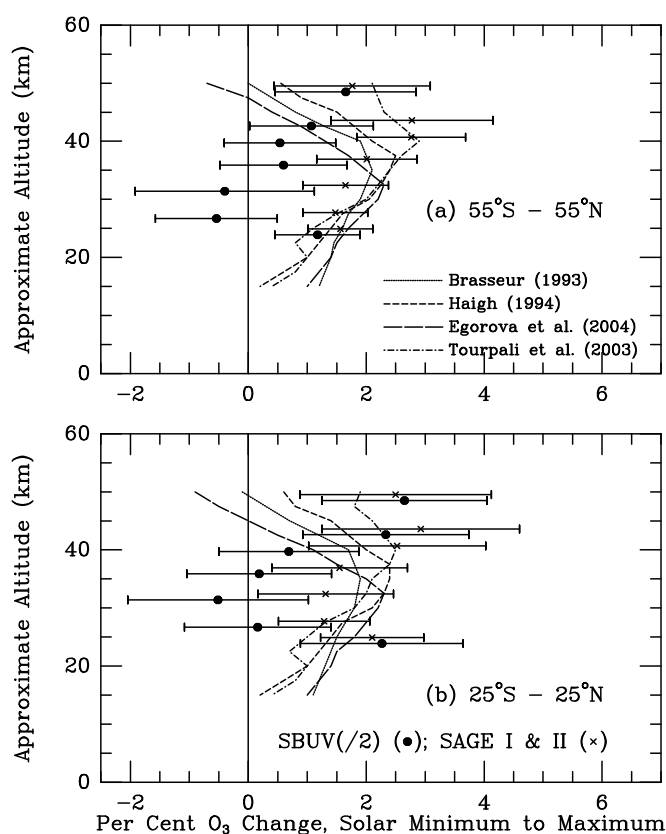 60
40
20
0
Approximate Altitude (km)
(a) 55°S – 55°N
Brasseur (1993)
Haigh (1994)
Egorova et al. (2004)
Tourpali et al. (2003)
−2 0 2 4 6
60
40
20
0
Approximate Altitude (km)
(b) 25°S – 25°N
SBUV(/2) (●); SAGE I & II (×)
−2 0 2 4 6
Per Cent O₃ Change, Solar Minimum to Maximum